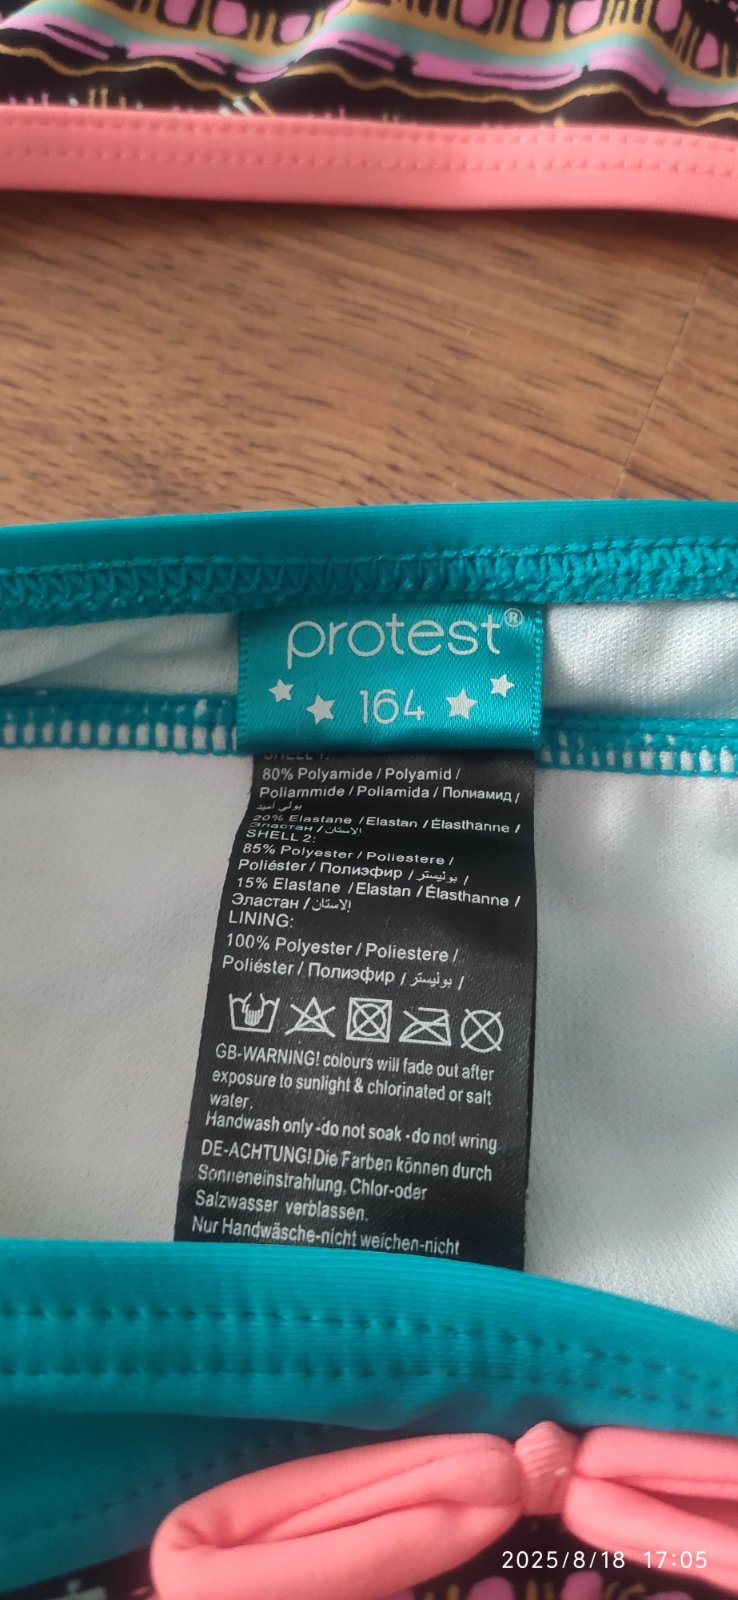 protest®
164
SHELL 1:
80% Polyamide / Polyamid /
Poliammide / Poliamida / Полиамид /
بولي أميد
20% Elastane / Elastan / Élasthanne /
Эластан / الاستان
SHELL 2:
85% Polyester / Poliestere /
Poliéster / Полиэфир / بوليستر /
15% Elastane / Elastan / Élasthanne /
Эластан / الاستان
LINING:
100% Polyester / Poliestere /
Poliéster / Полиэфир / بوليستر /
GB-WARNING! colours will fade out after
exposure to sunlight & chlorinated or salt
water.
Handwash only -do not soak -do not wring
DE-ACHTUNG! Die Farben können durch
Sonneneinstrahlung, Chlor-oder
Salzwasser verblassen.
Nur Handwäsche-nicht weichen-nicht
2025/8/18 17:05